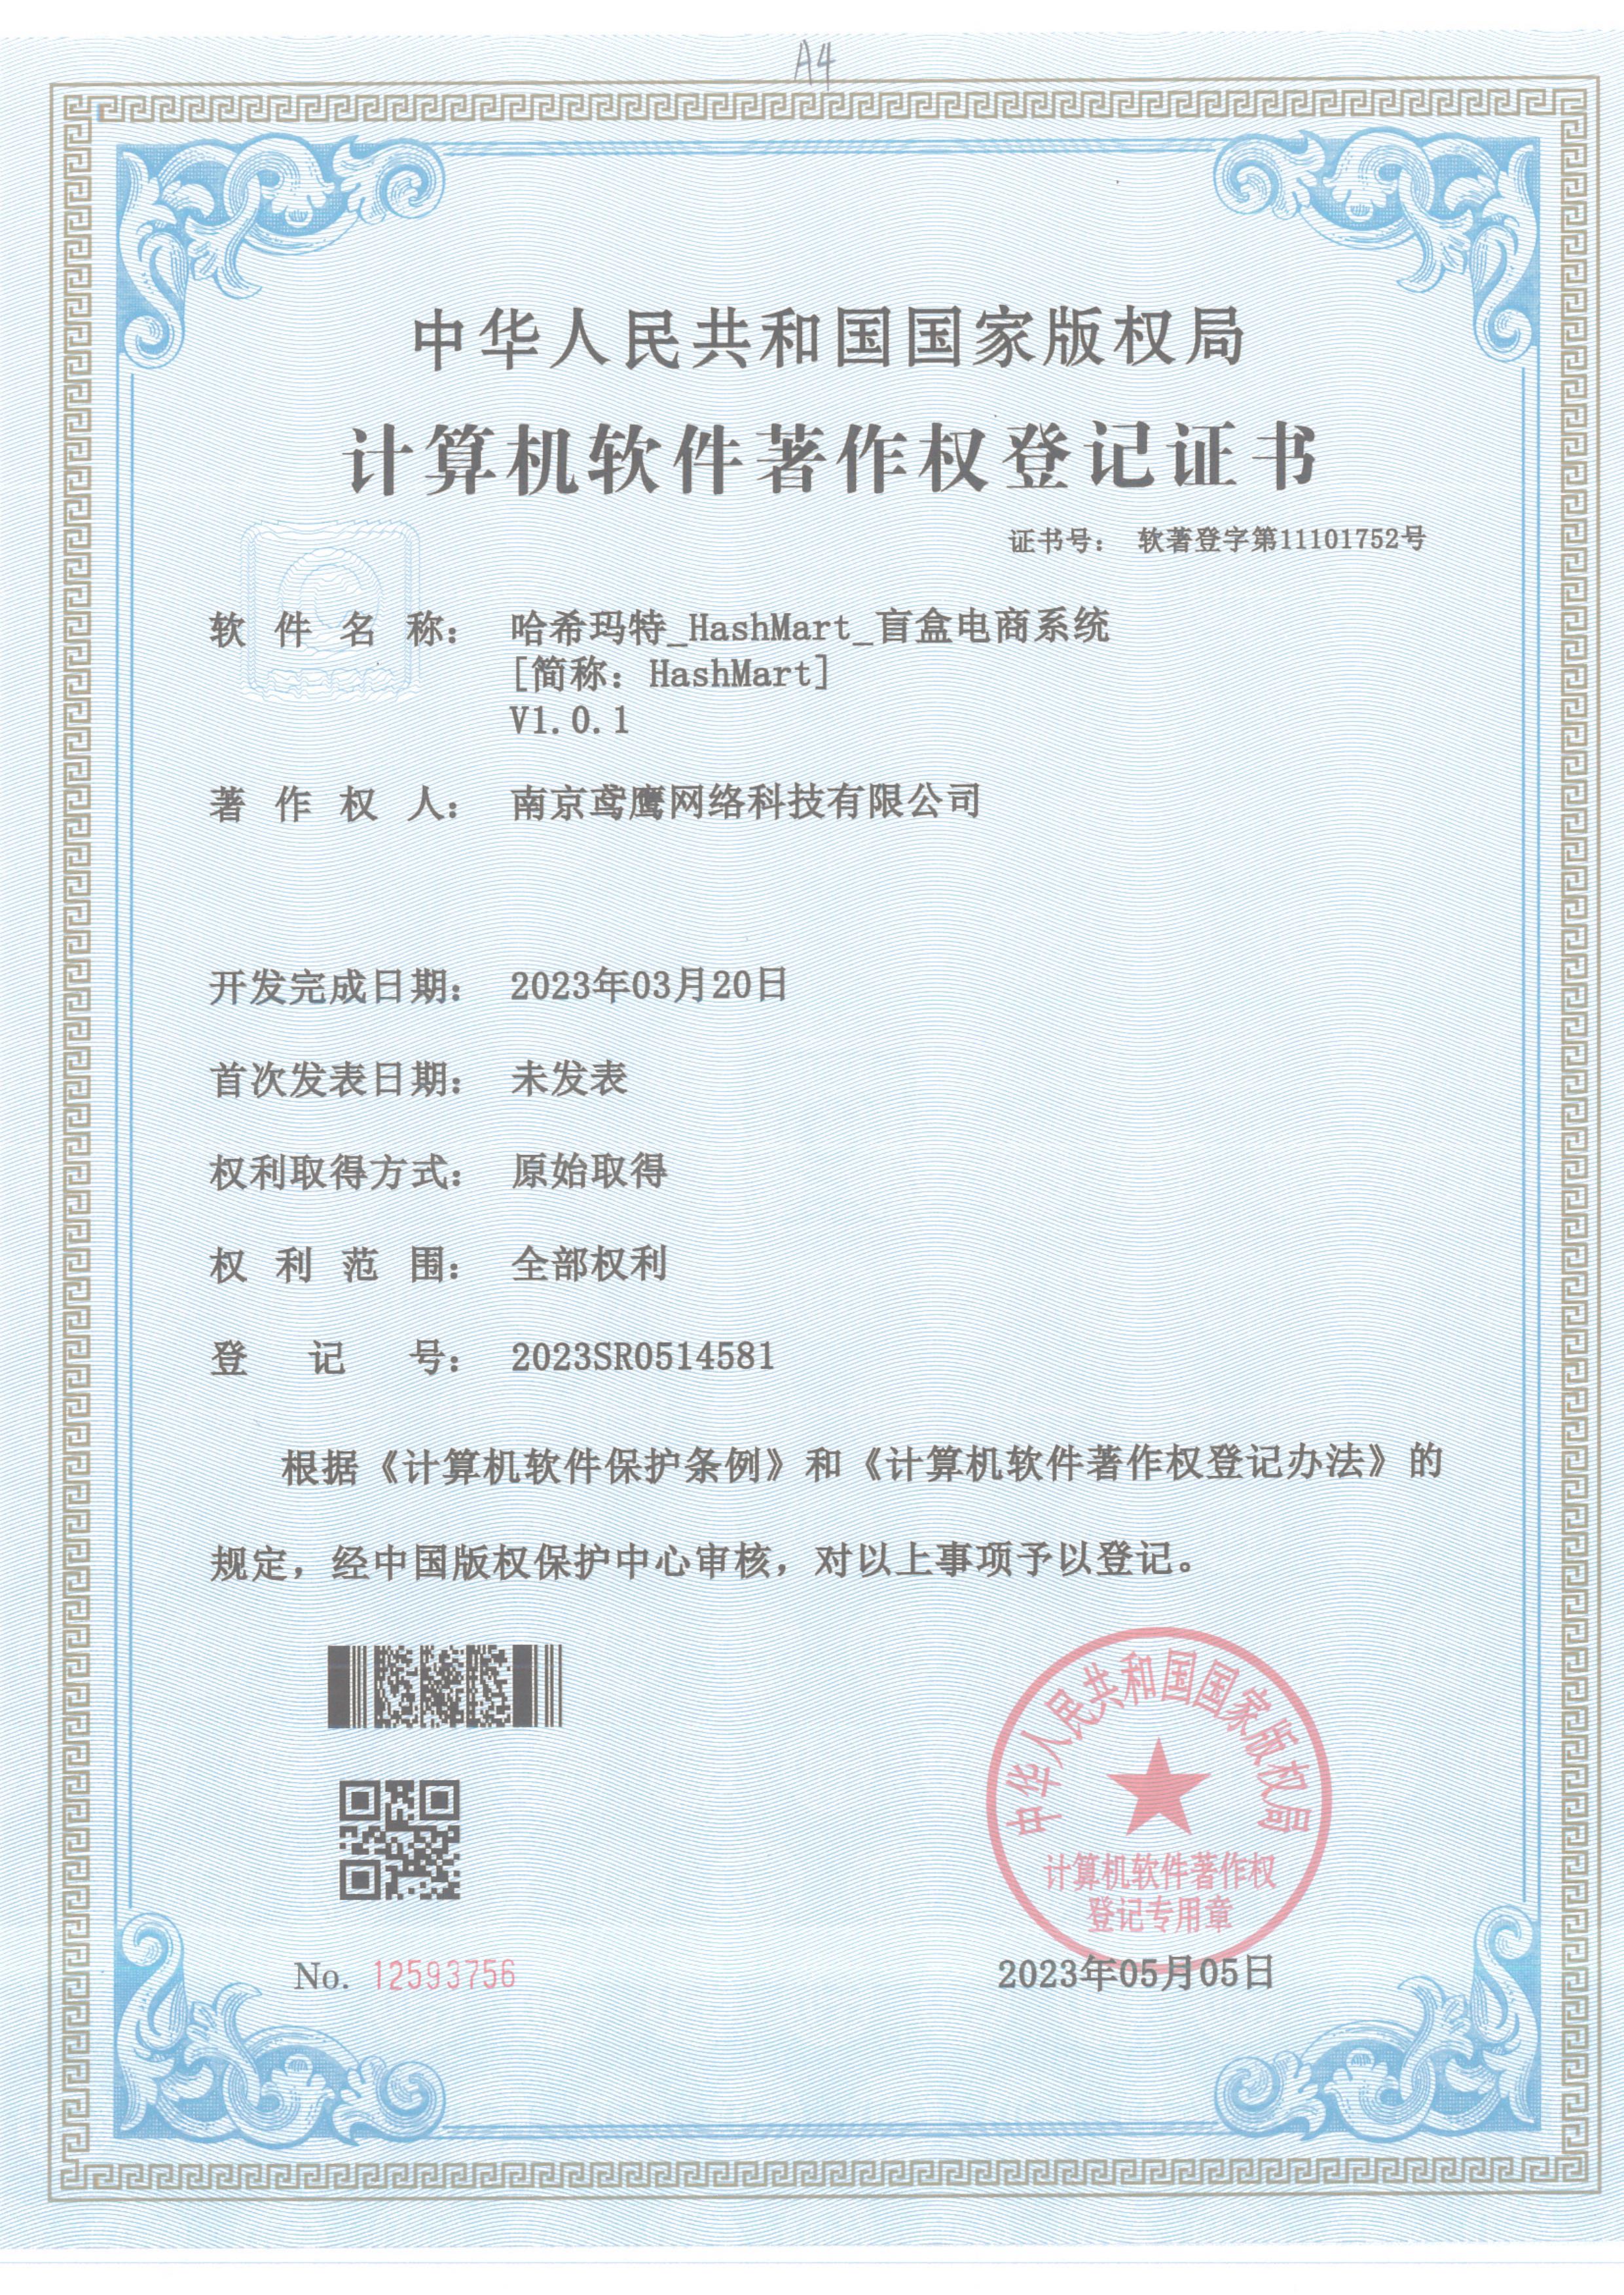 A4
中华人民共和国国家版权局
计算机软件著作权登记证书
证书号： 软著登字第11101752号
软件名称： 哈希玛特_HashMart_盲盒电商系统
[简称：HashMart]
V1.0.1
著作权人： 南京鸢鹰网络科技有限公司
开发完成日期： 2023年03月20日
首次发表日期： 未发表
权利取得方式： 原始取得
权利范围： 全部权利
登记号： 2023SR0514581
根据《计算机软件保护条例》和《计算机软件著作权登记办法》的
规定，经中国版权保护中心审核，对以上事项予以登记。
中华人民共和国国家版权局
计算机软件著作权
登记专用章
No. 12593756
2023年05月05日